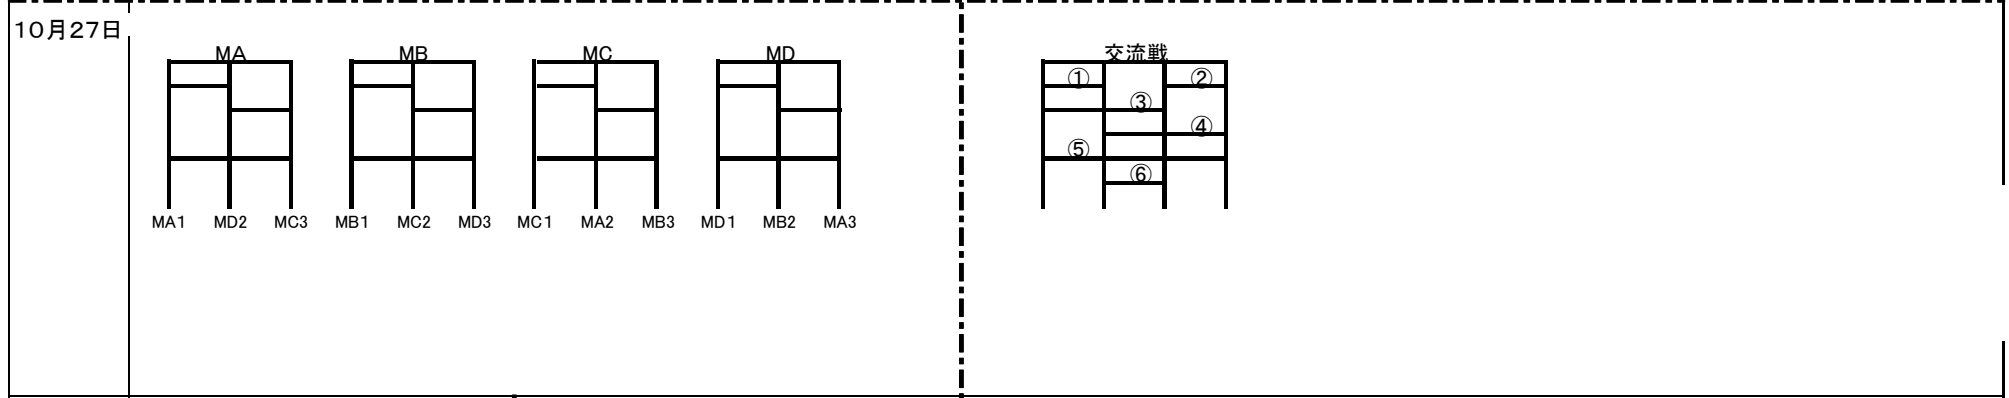 10月27日
MA MB MC MD 交流戦
① ②
③
④
⑤
⑥
MA1 MD2 MC3 MB1 MC2 MD3 MC1 MA2 MB3 MD1 MB2 MA3